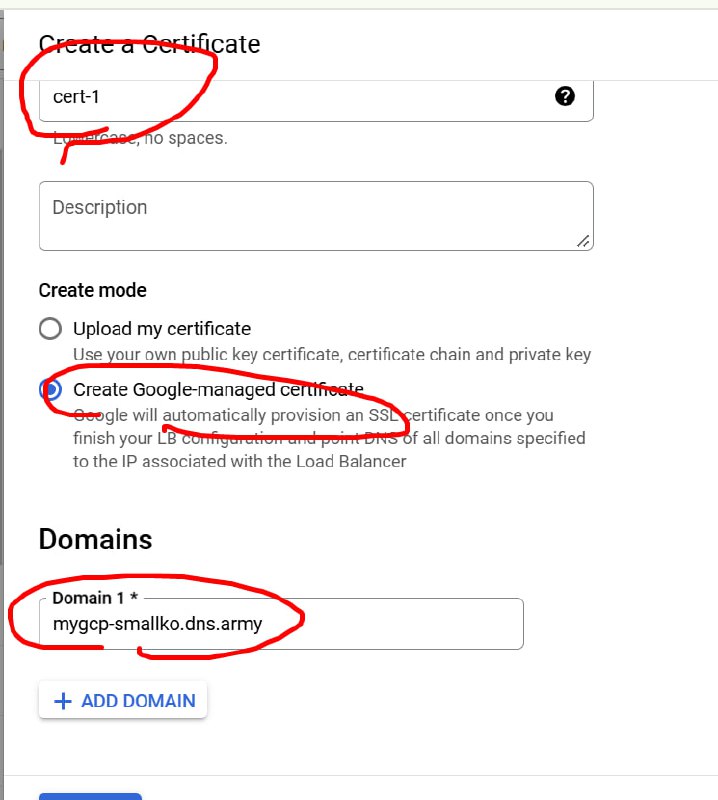 Create a Certificate
cert-1
Lowercase, no spaces.
Description
Create mode
Upload my certificate
Use your own public key certificate, certificate chain and private key
Create Google-managed certificate
Google will automatically provision an SSL certificate once you
finish your LB configuration and point DNS of all domains specified
to the IP associated with the Load Balancer
Domains
Domain 1 *
mygcp-smallko.dns.army
ADD DOMAIN